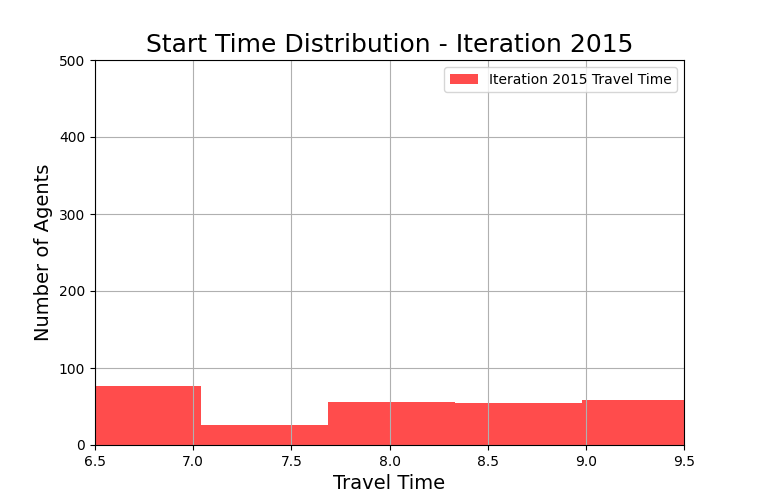 Start Time Distribution - Iteration 2015
500
400
300
200
100
0
Number of Agents
Iteration 2015 Travel Time
6.5 7.0 7.5 8.0 8.5 9.0 9.5
Travel Time